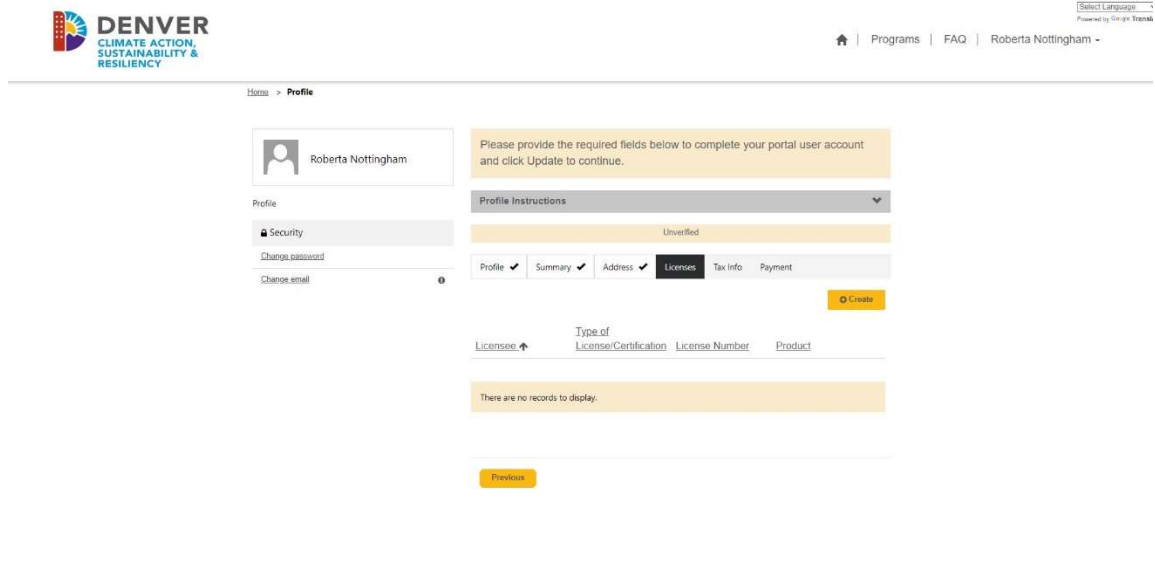 Select Language
Powered by Google Transla
DENVER
CLIMATE ACTION,
SUSTAINABILITY &
RESILIENCY
Programs | FAQ | Roberta Nottingham
Home > Profile
Roberta Nottingham
Profile
Security
Change password
Change email
Please provide the required fields below to complete your portal user account
and click Update to continue.
Profile Instructions
Unverified
Profile Summary Address Licenses Tax Info Payment
Create
Licensee Type of License/Certification License Number Product
There are no records to display.
Previous